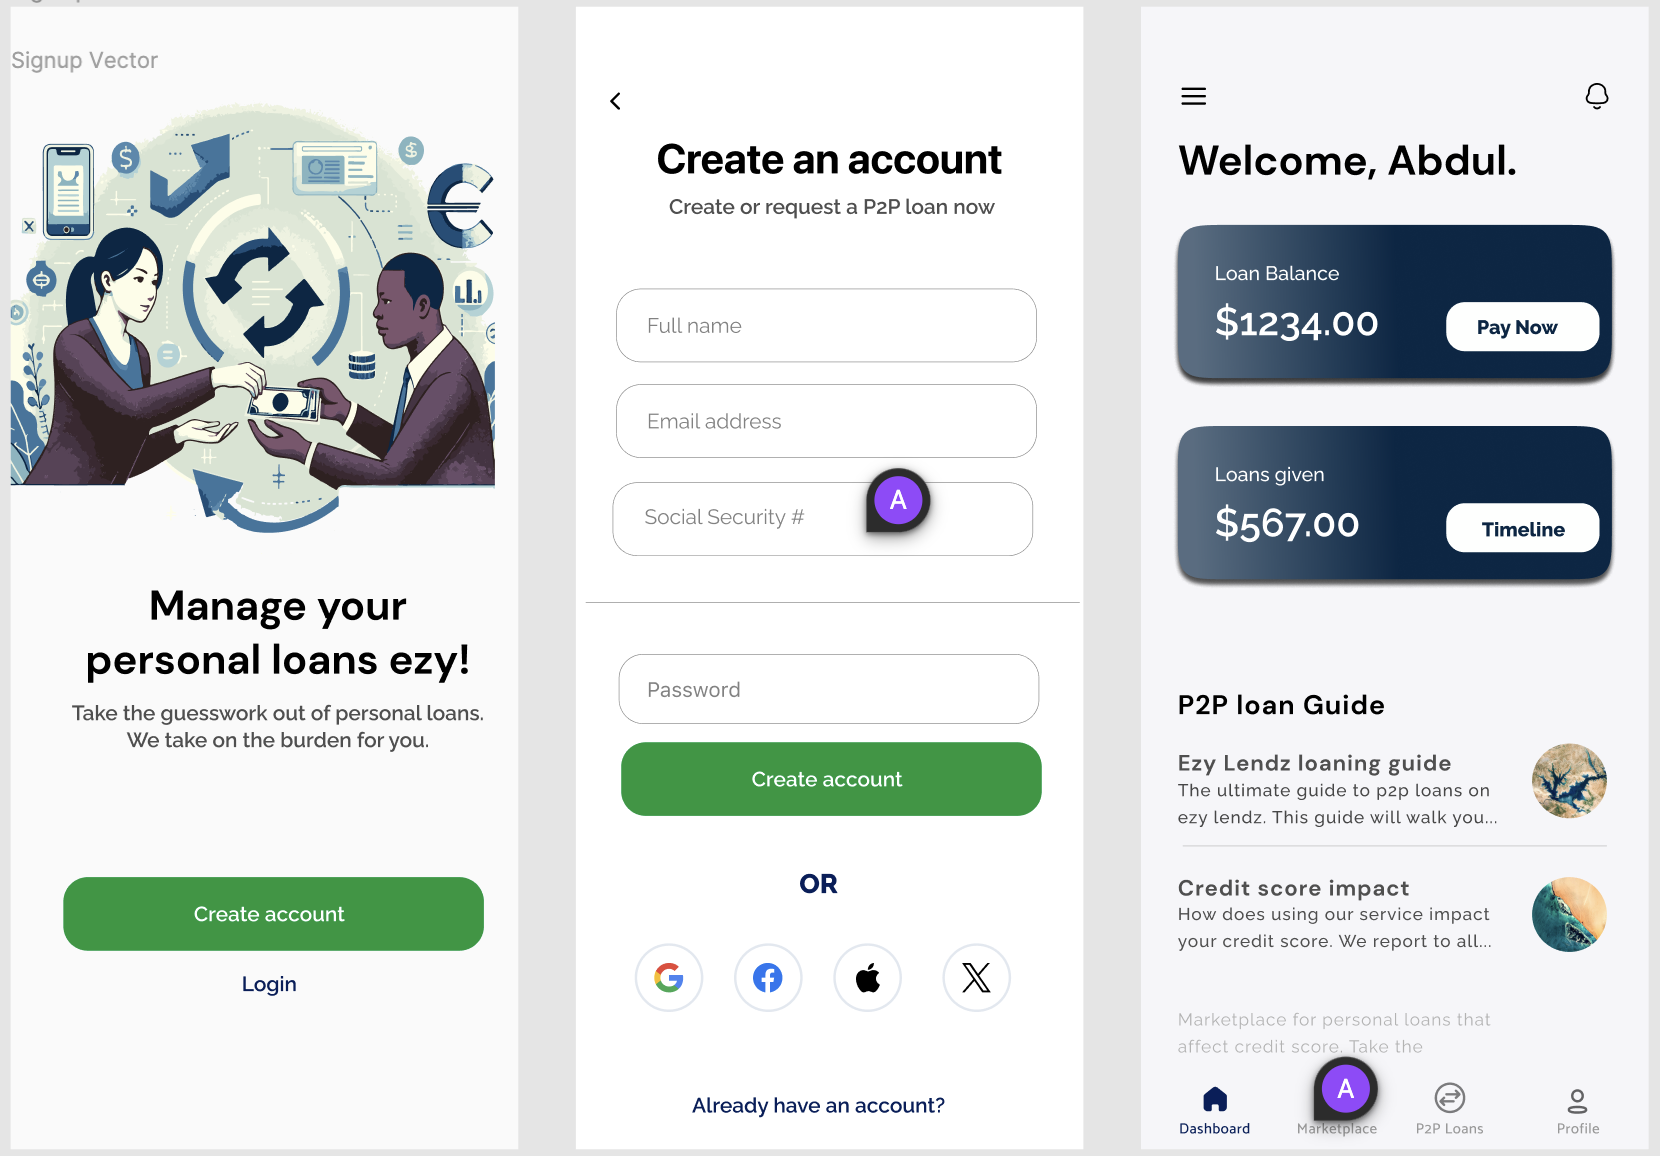 Signup Vector
Manage your
personal loans ezy!
Take the guesswork out of personal loans.
We take on the burden for you.
Create account
Login
Create an account
Create or request a P2P loan now
Full name
Email address
Social Security #
A
Password
Create account
OR
Already have an account?
Welcome, Abdul.
Loan Balance
$1234.00
Pay Now
Loans given
$567.00
Timeline
P2P loan Guide
Ezy Lendz loaning guide
The ultimate guide to p2p loans on
ezy lendz. This guide will walk you...
Credit score impact
How does using our service impact
your credit score. We report to all...
Marketplace for personal loans that
affect credit score. Take the
A
Dashboard
Marketplace
P2P Loans
Profile